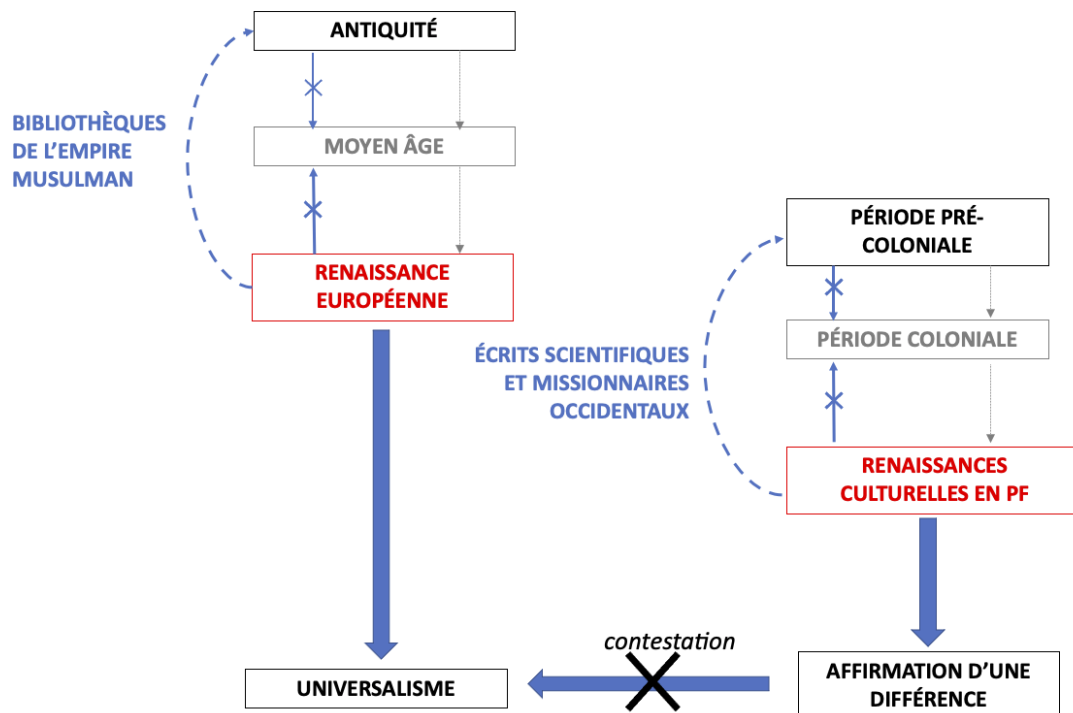 ANTIQUITÉ
BIBLIOTHÈQUES
DE L'EMPIRE
MUSULMAN
MOYEN ÂGE
RENAISSANCE
EUROPÉENNE
PÉRIODE PRÉ-
COLONIALE
PÉRIODE COLONIALE
ÉCRITS SCIENTIFIQUES
ET MISSIONNAIRES
OCCIDENTAUX
RENAISSANCES
CULTURELLES EN PF
contestation
UNIVERSALISME
AFFIRMATION D'UNE
DIFFÉRENCE